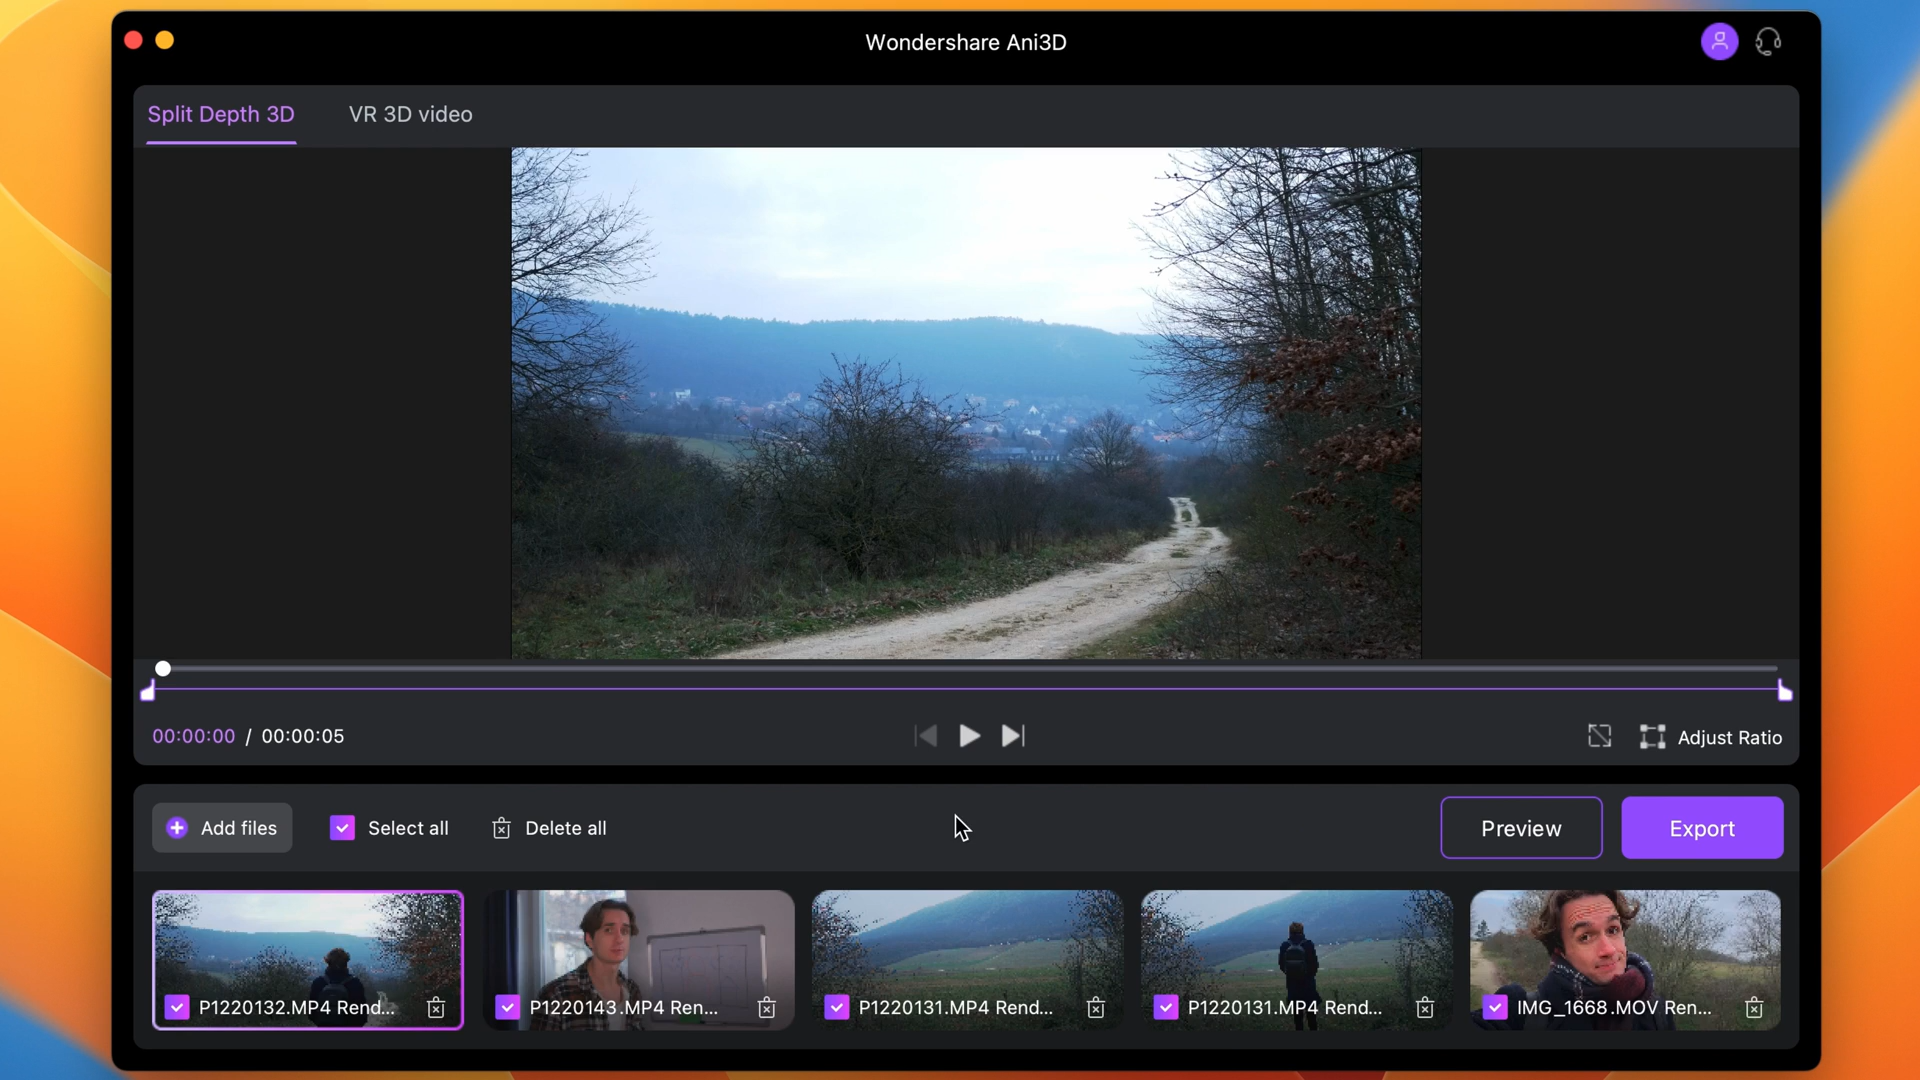 Wondershare Ani3D
Split Depth 3D
VR 3D video
00:00:00 / 00:00:05
Adjust Ratio
Add files
Select all
Delete all
Preview
Export
P1220132.MP4 Rend...
P1220143.MP4 Ren...
P1220131.MP4 Rend...
P1220131.MP4 Rend...
IMG_1668.MOV Ren...